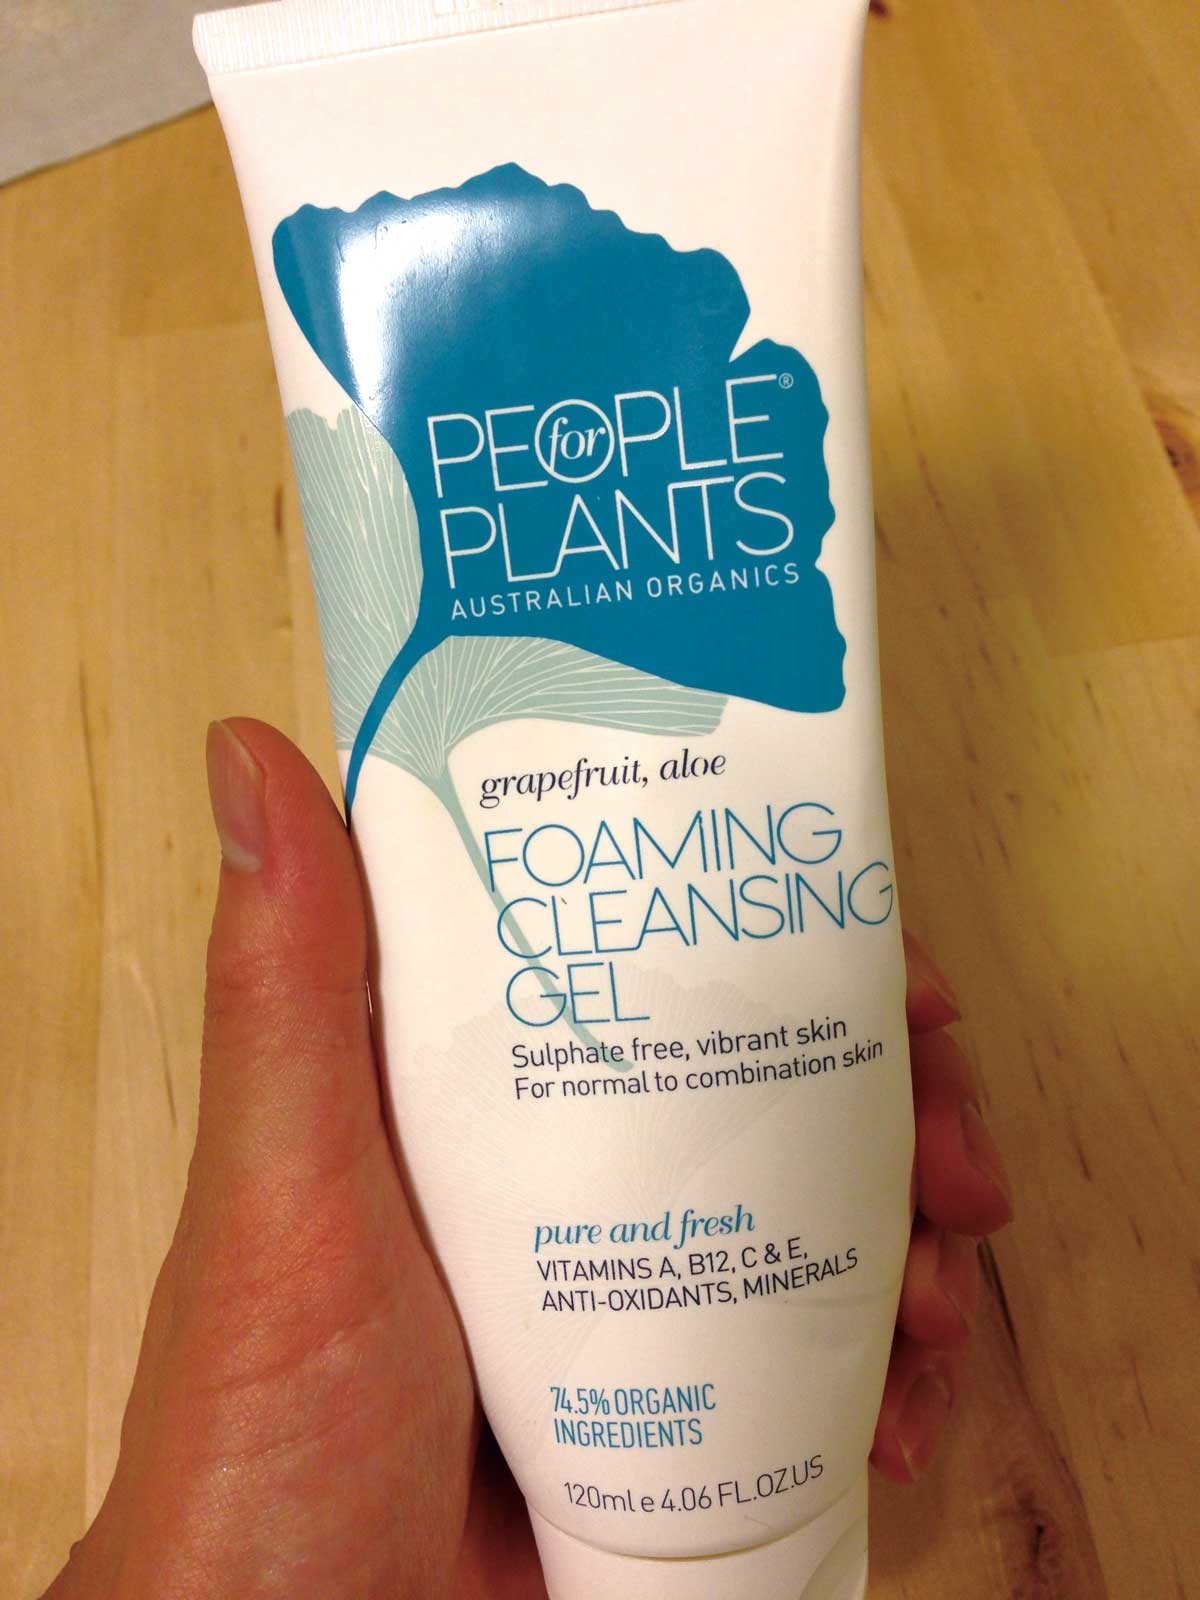 PEOPLE for ®
PLANTS
AUSTRALIAN ORGANICS
grapefruit, aloe
FOAMING
CLEANSING
GEL
Sulphate free, vibrant skin
For normal to combination skin
pure and fresh
VITAMINS A, B12, C & E,
ANTI-OXIDANTS, MINERALS
74.5% ORGANIC
INGREDIENTS
120ml e 4.06 FL.OZ.US